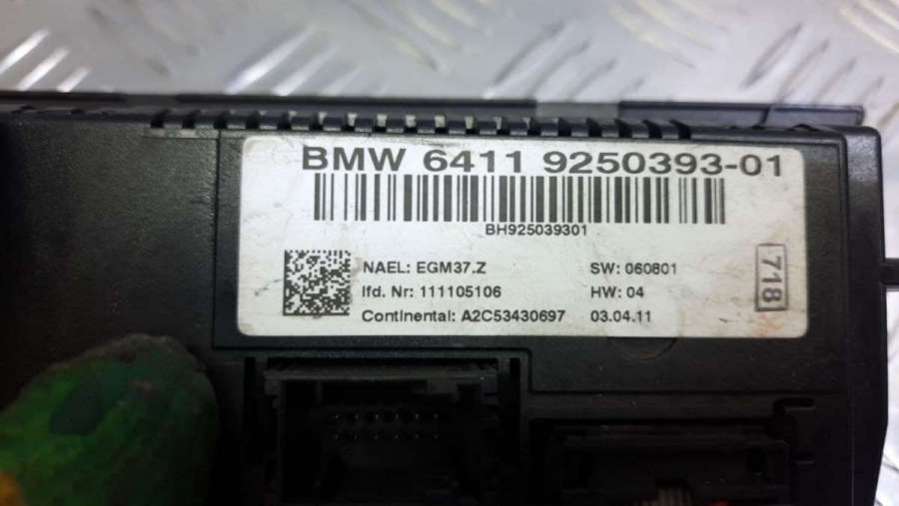 BMW 6411 9250393-01
BH925039301
NAEL: EGM37.Z SW: 060801
lfd. Nr: 111105106 HW: 04
Continental: A2C53430697 03.04.11
718